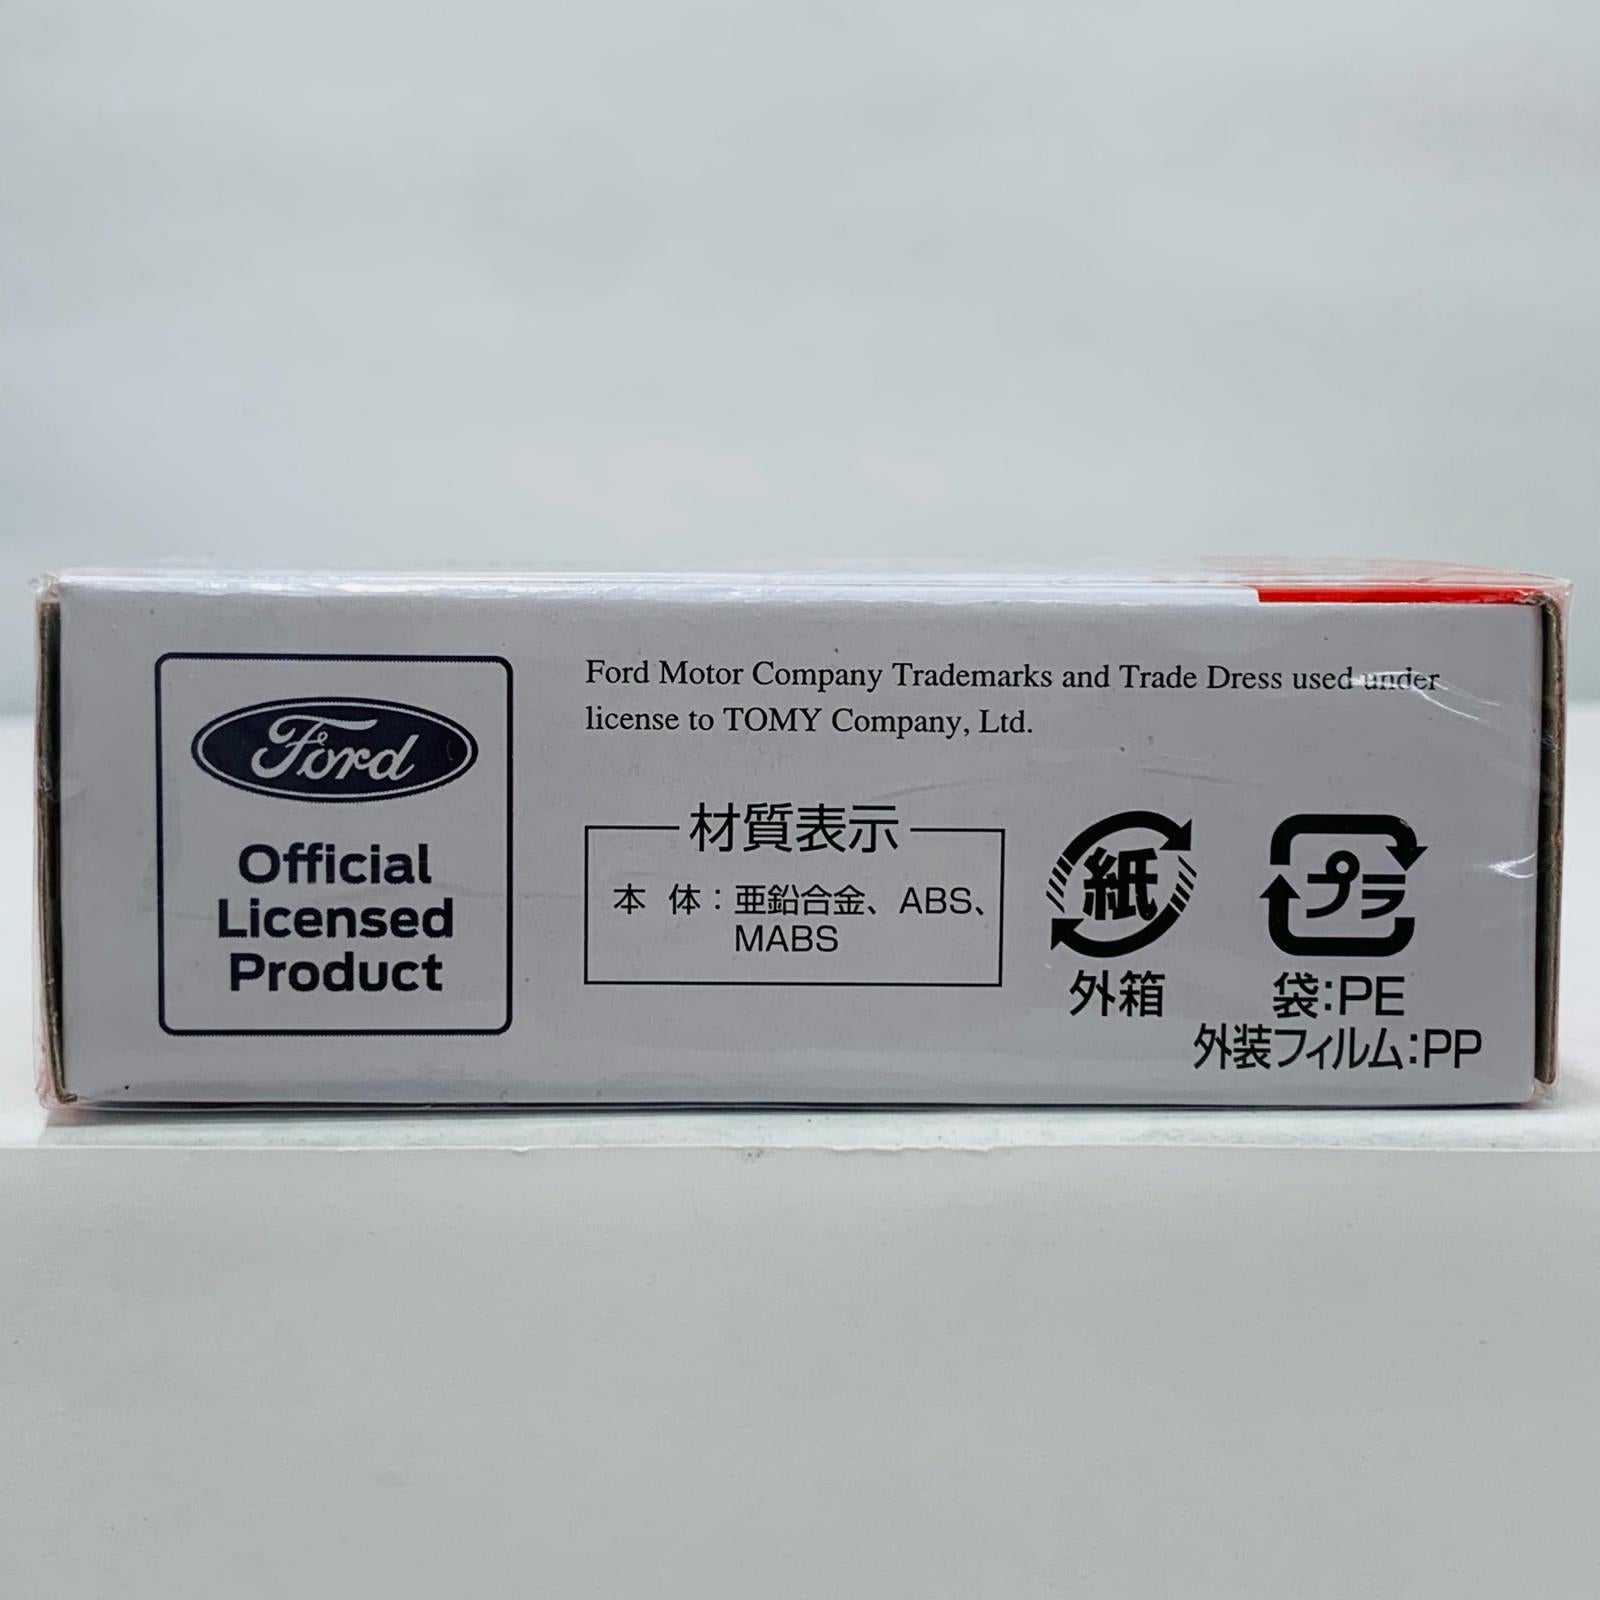 Ford
Official
Licensed
Product
Ford Motor Company Trademarks and Trade Dress used under
license to TOMY Company, Ltd.
材質表示
本 体：亜鉛合金、ABS、
MABS
紙
外箱
プラ
袋:PE
外装フィルム:PP